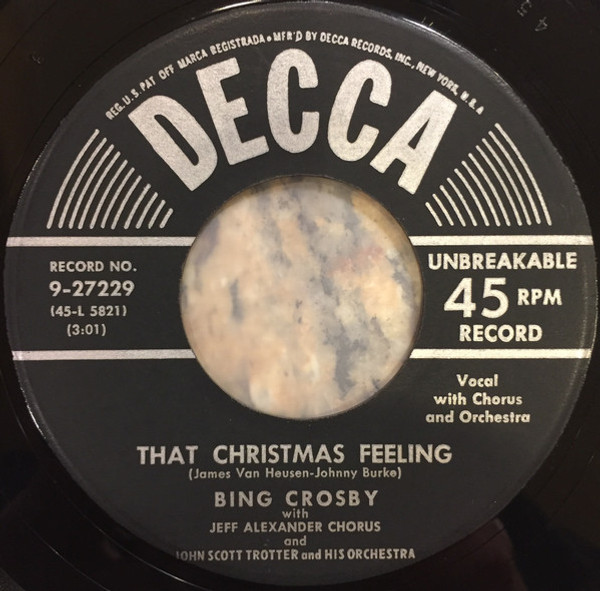 REG. U.S. PAT OFF MARCA REGISTRADA • MF'R'D BY DECCA RECORDS, INC., NEW YORK, U.S.A
DECCA
RECORD NO.
9-27229
(45-L 5821)
(3:01)
UNBREAKABLE
45 RPM
RECORD
Vocal
with Chorus
and Orchestra
THAT CHRISTMAS FEELING
(James Van Heusen-Johnny Burke)
BING CROSBY
with
JEFF ALEXANDER CHORUS
and
JOHN SCOTT TROTTER and HIS ORCHESTRA